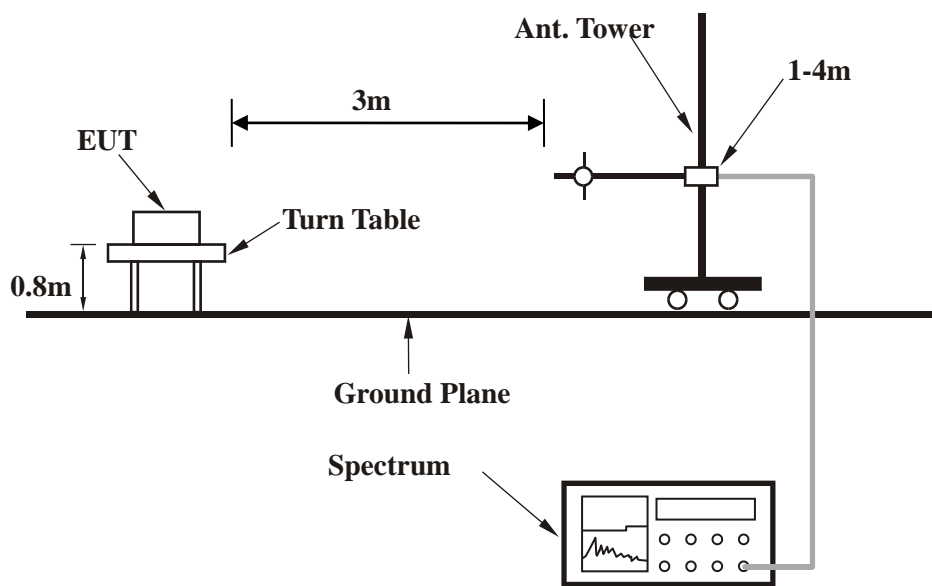 Ant. Tower
1-4m
3m
EUT
Turn Table
0.8m
Ground Plane
Spectrum